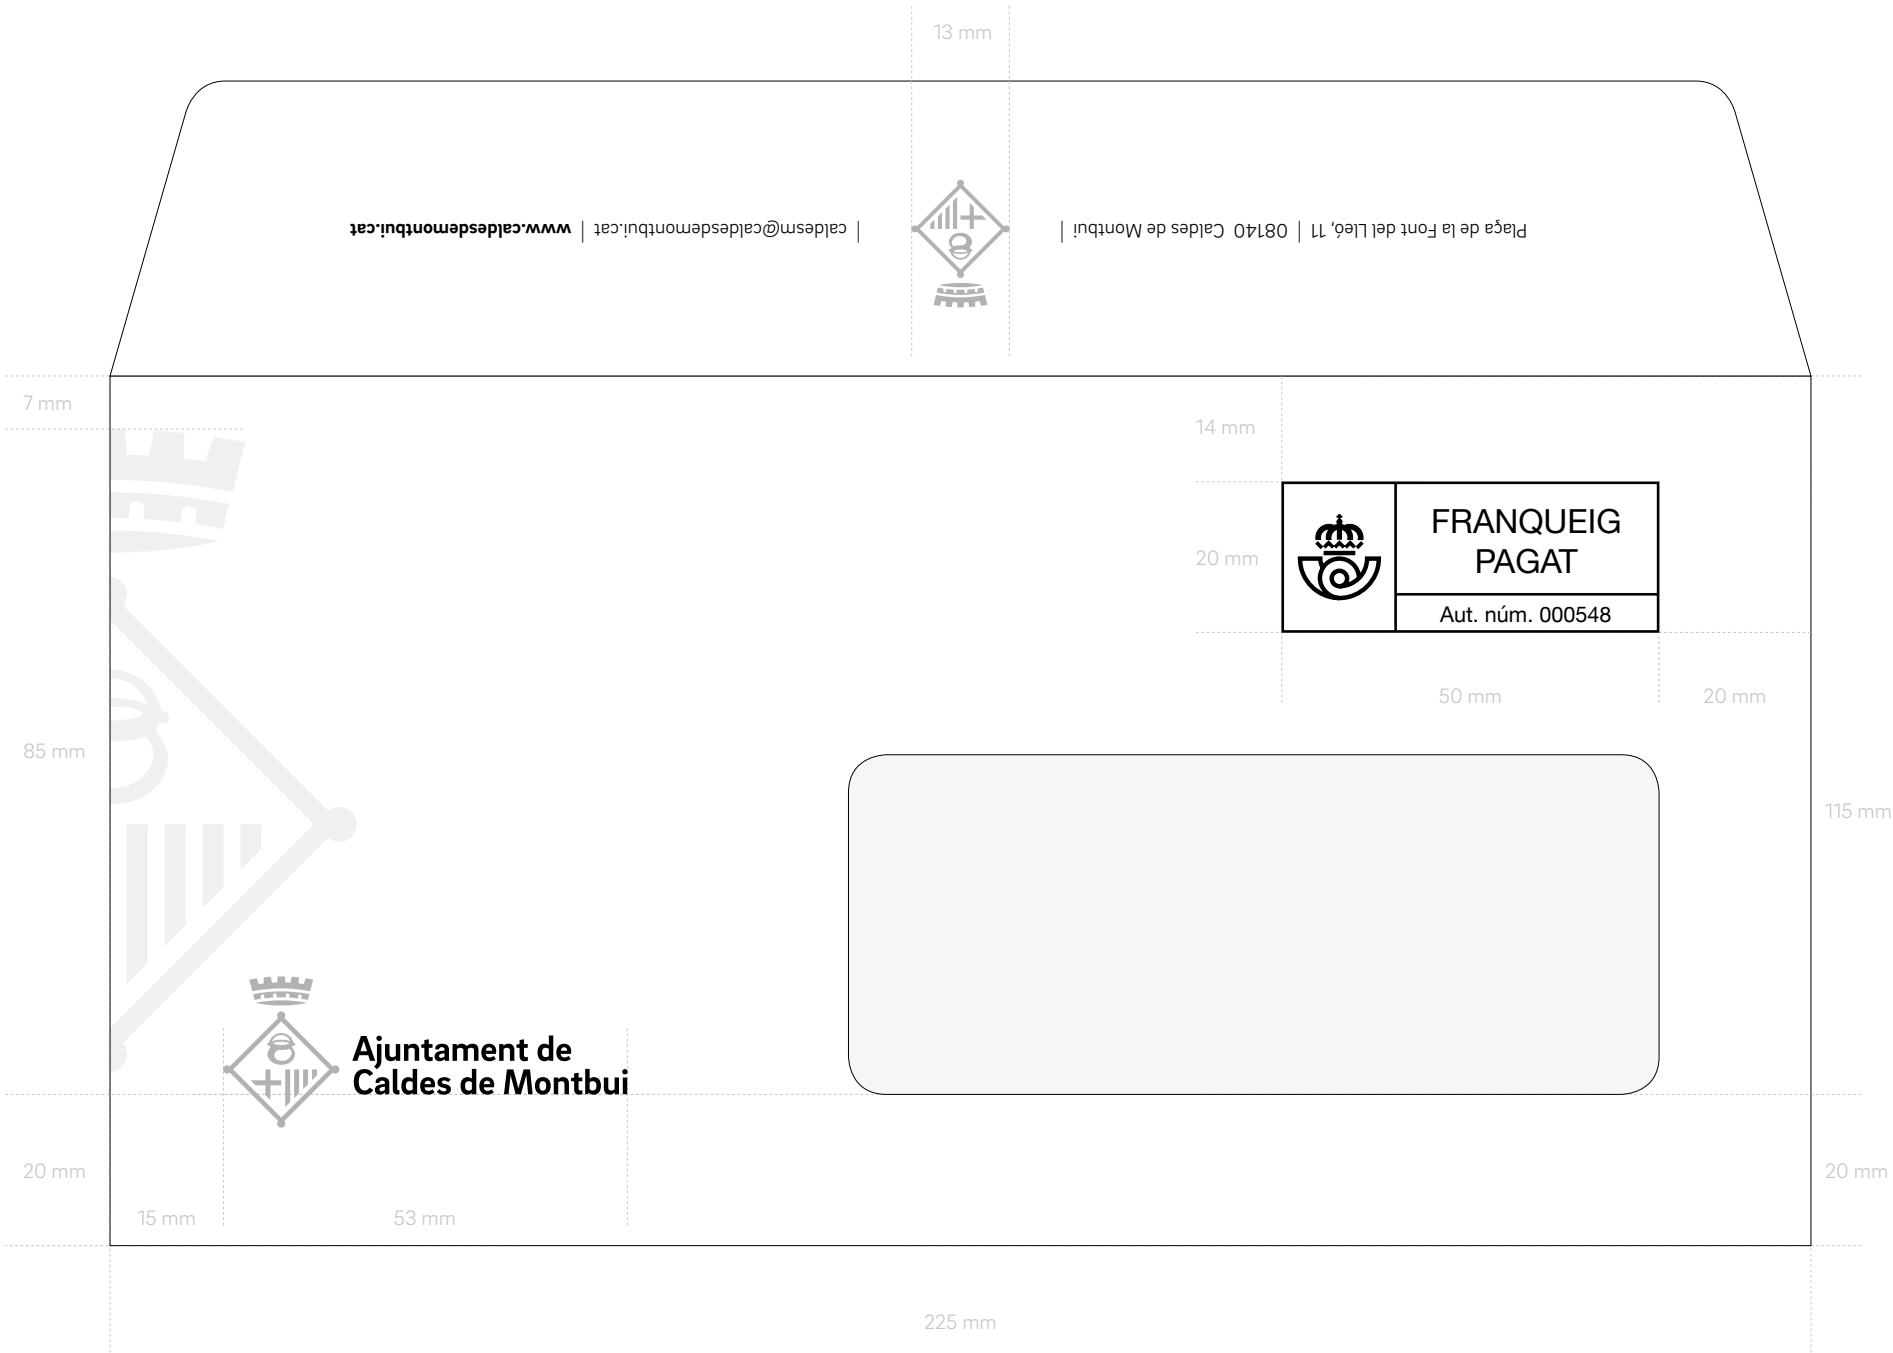 13 mm
Plaça de la Font del Lleó, 11 | 08140 Caldes de Montbui | | caldesm@caldesdemontbui.cat | www.caldesdemontbui.cat
7 mm
14 mm
20 mm
FRANQUEIG
PAGAT
Aut. núm. 000548
50 mm
20 mm
85 mm
115 mm
Ajuntament de
Caldes de Montbui
20 mm
20 mm
15 mm
53 mm
225 mm